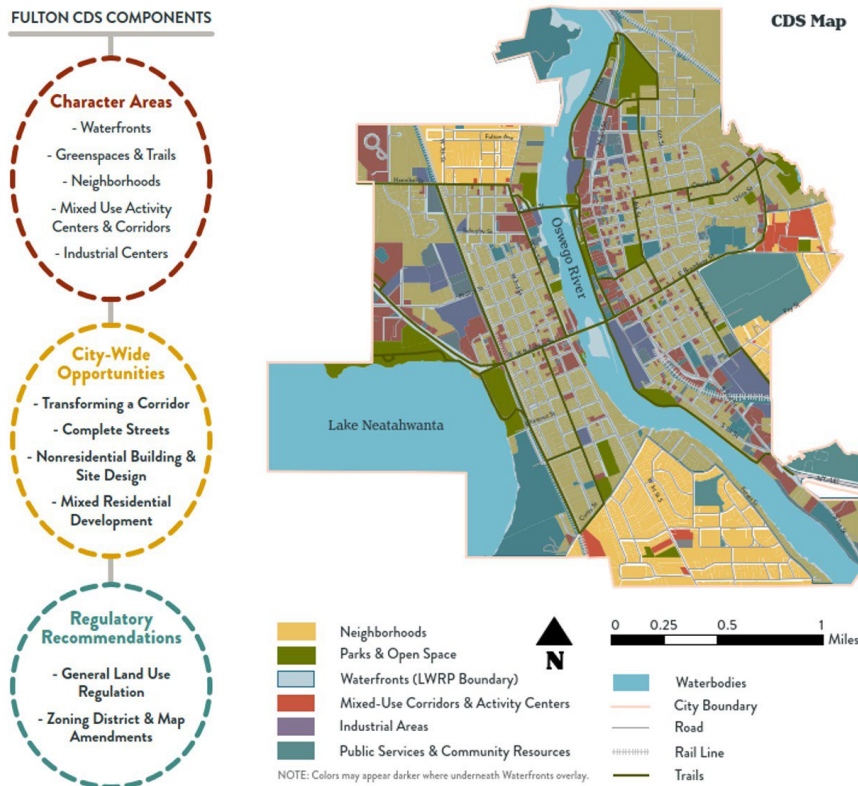 FULTON CDS COMPONENTS
Character Areas
- Waterfronts
- Greenspaces & Trails
- Neighborhoods
- Mixed Use Activity
Centers & Corridors
- Industrial Centers
City-Wide
Opportunities
- Transforming a Corridor
- Complete Streets
- Nonresidential Building &
Site Design
- Mixed Residential
Development
Regulatory
Recommendations
- General Land Use
Regulation
- Zoning District & Map
Amendments
CDS Map
Oswego River
Lake Neatahwanta
Neighborhoods
Parks & Open Space
Waterfronts (LWRP Boundary)
Mixed-Use Corridors & Activity Centers
Industrial Areas
Public Services & Community Resources
NOTE: Colors may appear darker where underneath Waterfronts overlay.
N
0 0.25 0.5 1
Miles
Waterbodies
City Boundary
Road
Rail Line
Trails